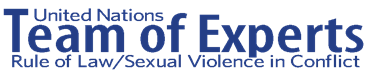 United Nations
Team of Experts
Rule of Law/Sexual Violence in Conflict